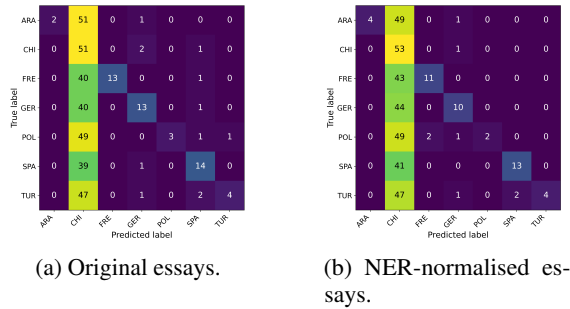 ARA 2 51 0 1 0 0 0
CHI 0 51 0 2 0 1 0
FRE 0 40 13 0 0 1 0
GER 0 40 0 13 0 1 0
POL 0 49 0 0 3 1 1
SPA 0 39 0 1 0 14 0
TUR 0 47 0 1 0 2 4
True label
ARA CHI FRE GER POL SPA TUR
Predicted label
(a) Original essays.
ARA 4 49 0 1 0 0 0
CHI 0 53 0 1 0 0 0
FRE 0 43 11 0 0 0 0
GER 0 44 0 10 0 0 0
POL 0 49 2 1 2 0 0
SPA 0 41 0 0 0 13 0
TUR 0 47 0 1 0 2 4
True label
ARA CHI FRE GER POL SPA TUR
Predicted label
(b) NER-normalised es-
says.